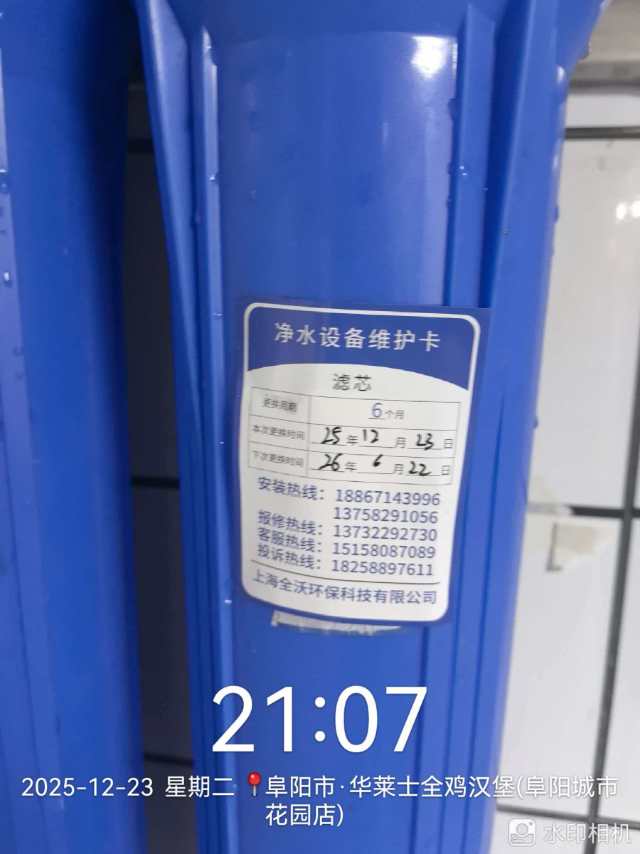 净水设备维护卡
滤芯
更换周期 6个月
本次更换时间 25年12月23日
下次更换时间 26年6月22日
安装热线：18867143996
13758291056
报修热线：13732292730
客服热线：15158087089
投诉热线：18258897611
上海全沃环保科技有限公司
21:07
2025-12-23 星期二 📍阜阳市·华莱士全鸡汉堡(阜阳城市
花园店)
水印相机